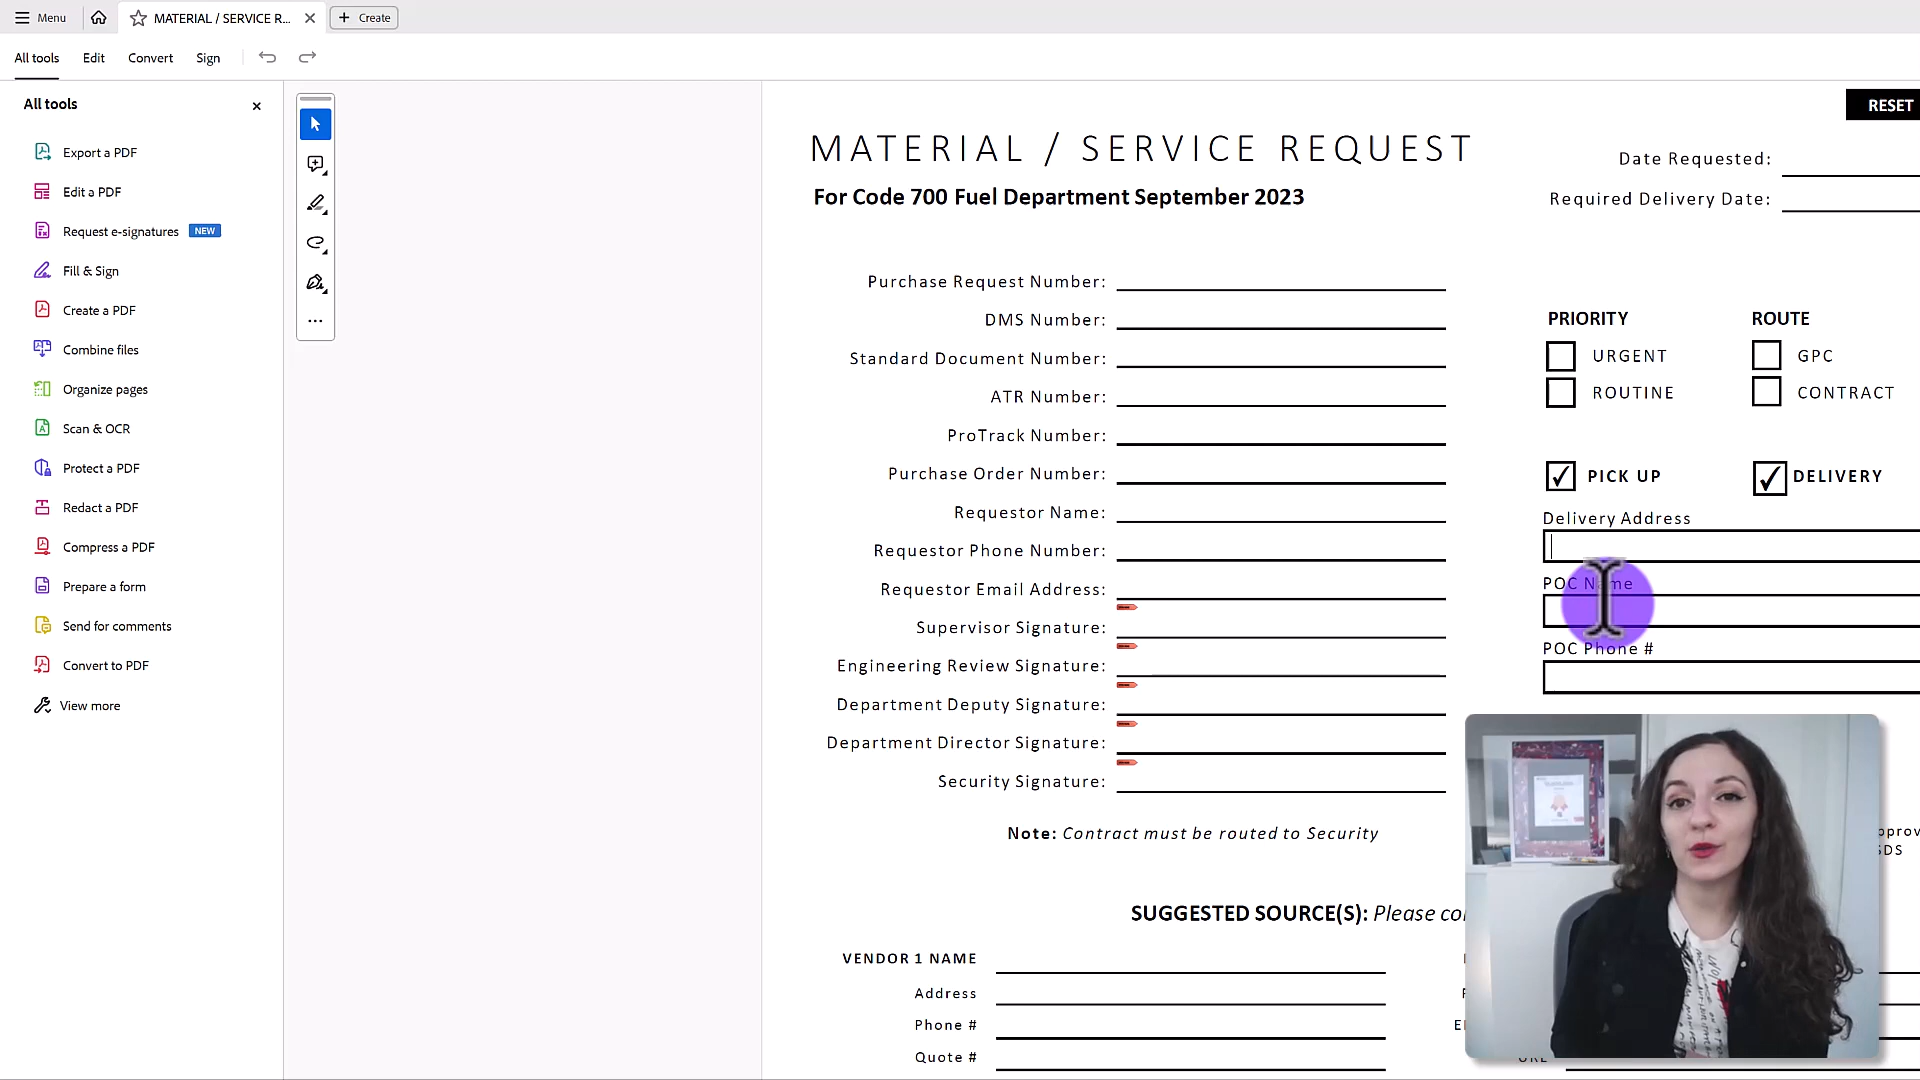 Menu
MATERIAL / SERVICE R...
Create
All tools
Edit
Convert
Sign
All tools
Export a PDF
Edit a PDF
Request e-signatures NEW
Fill & Sign
Create a PDF
Combine files
Organize pages
Scan & OCR
Protect a PDF
Redact a PDF
Compress a PDF
Prepare a form
Send for comments
Convert to PDF
View more
RESET
MATERIAL / SERVICE REQUEST
For Code 700 Fuel Department September 2023
Date Requested:
Required Delivery Date:
Purchase Request Number:
DMS Number:
Standard Document Number:
ATR Number:
ProTrack Number:
Purchase Order Number:
Requestor Name:
Requestor Phone Number:
Requestor Email Address:
Supervisor Signature:
Engineering Review Signature:
Department Deputy Signature:
Department Director Signature:
Security Signature:
Note: Contract must be routed to Security
PRIORITY
URGENT
ROUTINE
ROUTE
GPC
CONTRACT
PICK UP
DELIVERY
Delivery Address
POC Name
POC Phone #
SUGGESTED SOURCE(S): Please
VENDOR 1 NAME
Address
Phone #
Quote #